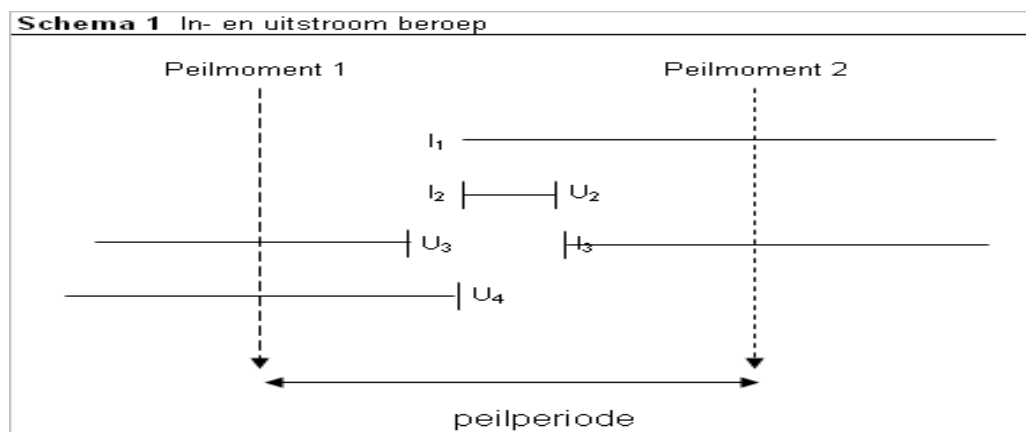 Schema 1 In- en uitstroom beroep
Peilmoment 1 Peilmoment 2
I₁
I₂ U₂
U₃ I₃
U₄
peilperiode